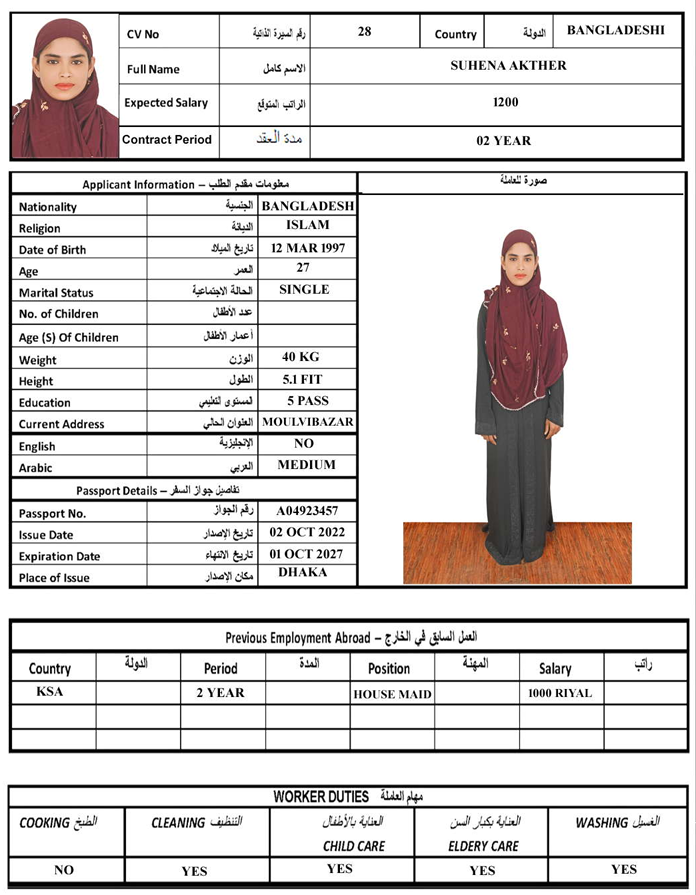 CV No رقم السيرة الذاتية 28 Country الدولة BANGLADESHI
Full Name الاسم كامل SUHENA AKTHER
Expected Salary الراتب المتوقع 1200
Contract Period مدة العقد 02 YEAR
Applicant Information – معلومات مقدم الطلب
صورة للعاملة
Nationality الجنسية BANGLADESH
Religion الديانة ISLAM
Date of Birth تاريخ الميلاد 12 MAR 1997
Age العمر 27
Marital Status الحالة الاجتماعية SINGLE
No. of Children عدد الأطفال
Age (S) Of Children أعمار الأطفال
Weight الوزن 40 KG
Height الطول 5.1 FIT
Education المستوى التعليمي 5 PASS
Current Address العنوان الحالي MOULVIBAZAR
English الإنجليزية NO
Arabic العربي MEDIUM
Passport Details – تفاصيل جواز السفر
Passport No. رقم الجواز A04923457
Issue Date تاريخ الإصدار 02 OCT 2022
Expiration Date تاريخ الانتهاء 01 OCT 2027
Place of Issue مكان الإصدار DHAKA
Previous Employment Abroad – العمل السابق في الخارج
Country الدولة Period المدة Position المهنة Salary راتب
KSA 2 YEAR HOUSE MAID 1000 RIYAL
WORKER DUTIES مهام العاملة
COOKING الطبخ CLEANING التنظيف العناية بالأطفال العناية بكبار السن WASHING الغسيل
CHILD CARE ELDERY CARE
NO YES YES YES YES